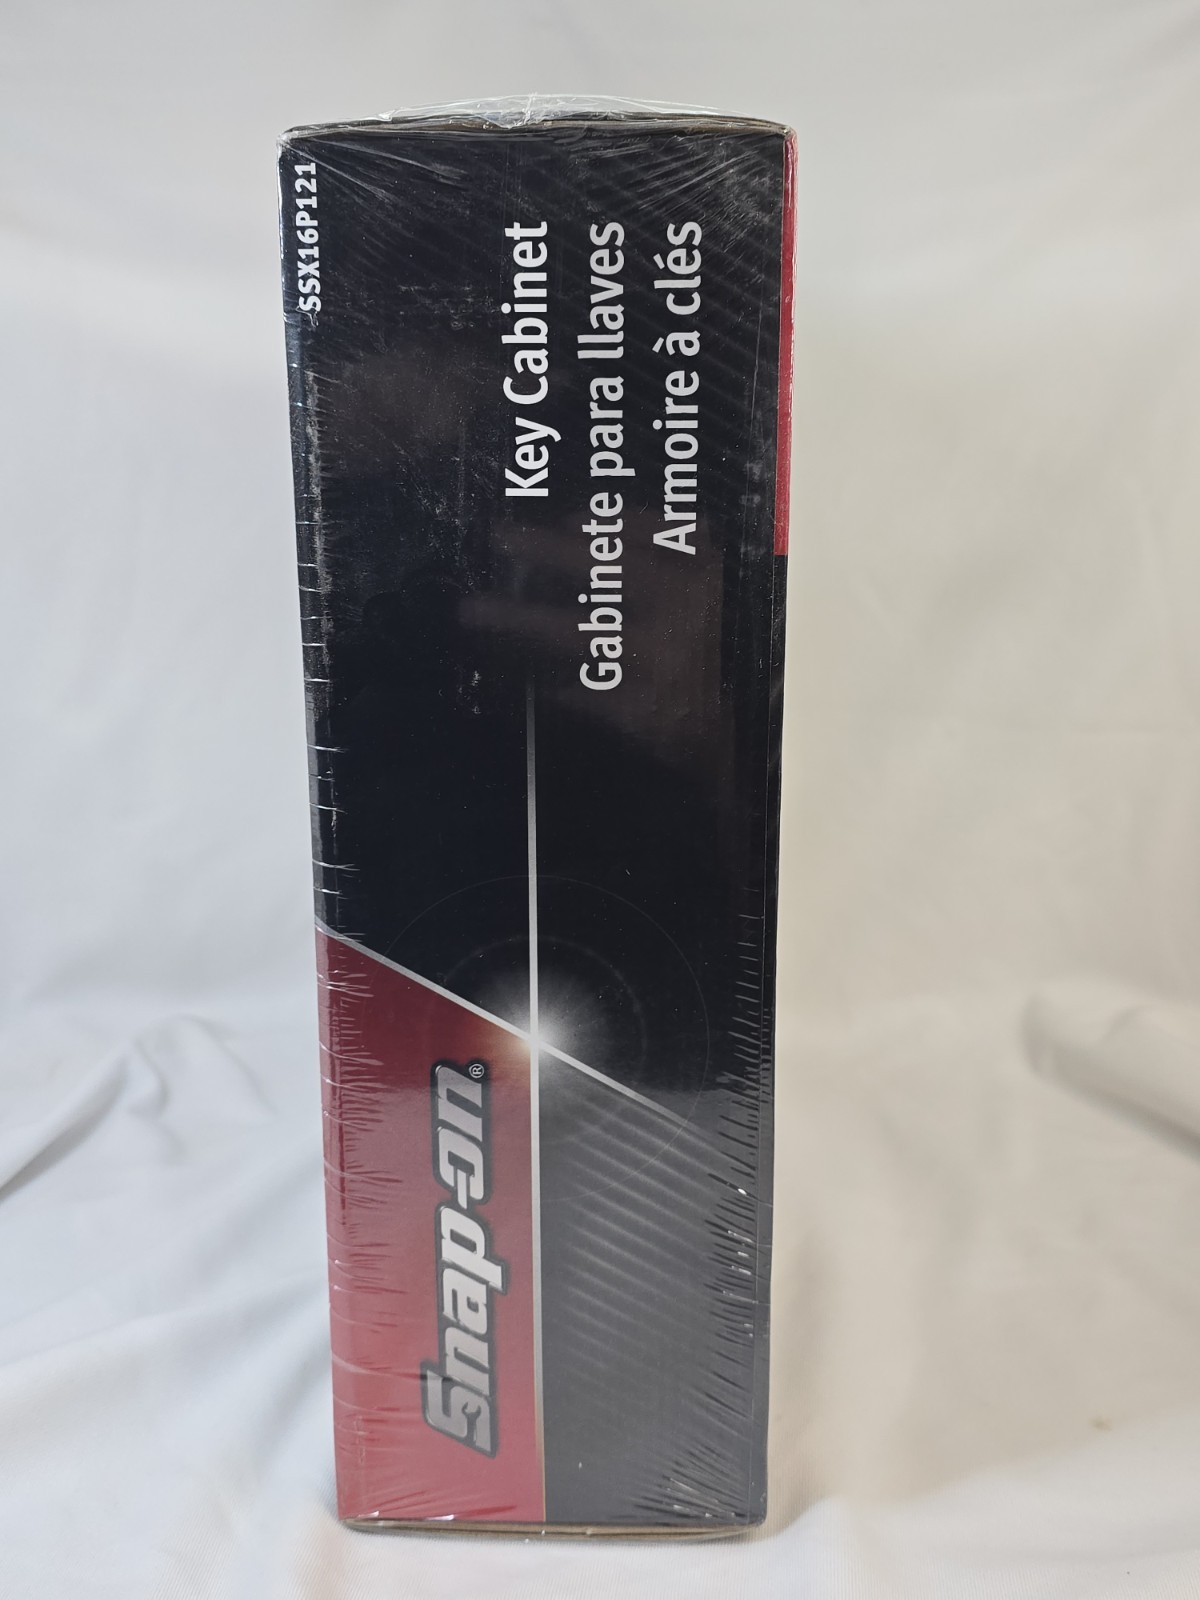 SSX16P121
Key Cabinet
Gabinete para llaves
Armoire à clés
Snap-on®